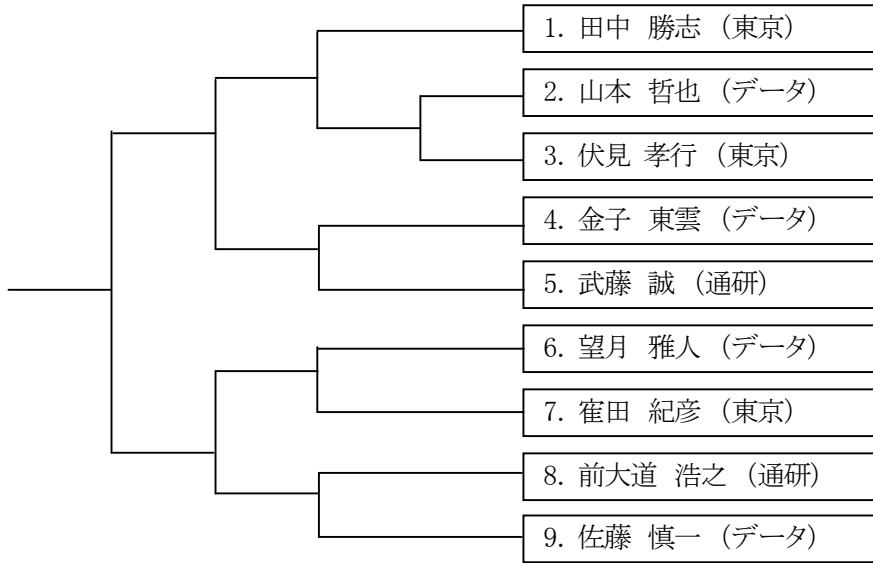 1. 田中 勝志 (東京)
2. 山本 哲也 (データ)
3. 伏見 孝行 (東京)
4. 金子 東雲 (データ)
5. 武藤 誠 (通研)
6. 望月 雅人 (データ)
7. 寉田 紀彦 (東京)
8. 前大道 浩之 (通研)
9. 佐藤 慎一 (データ)